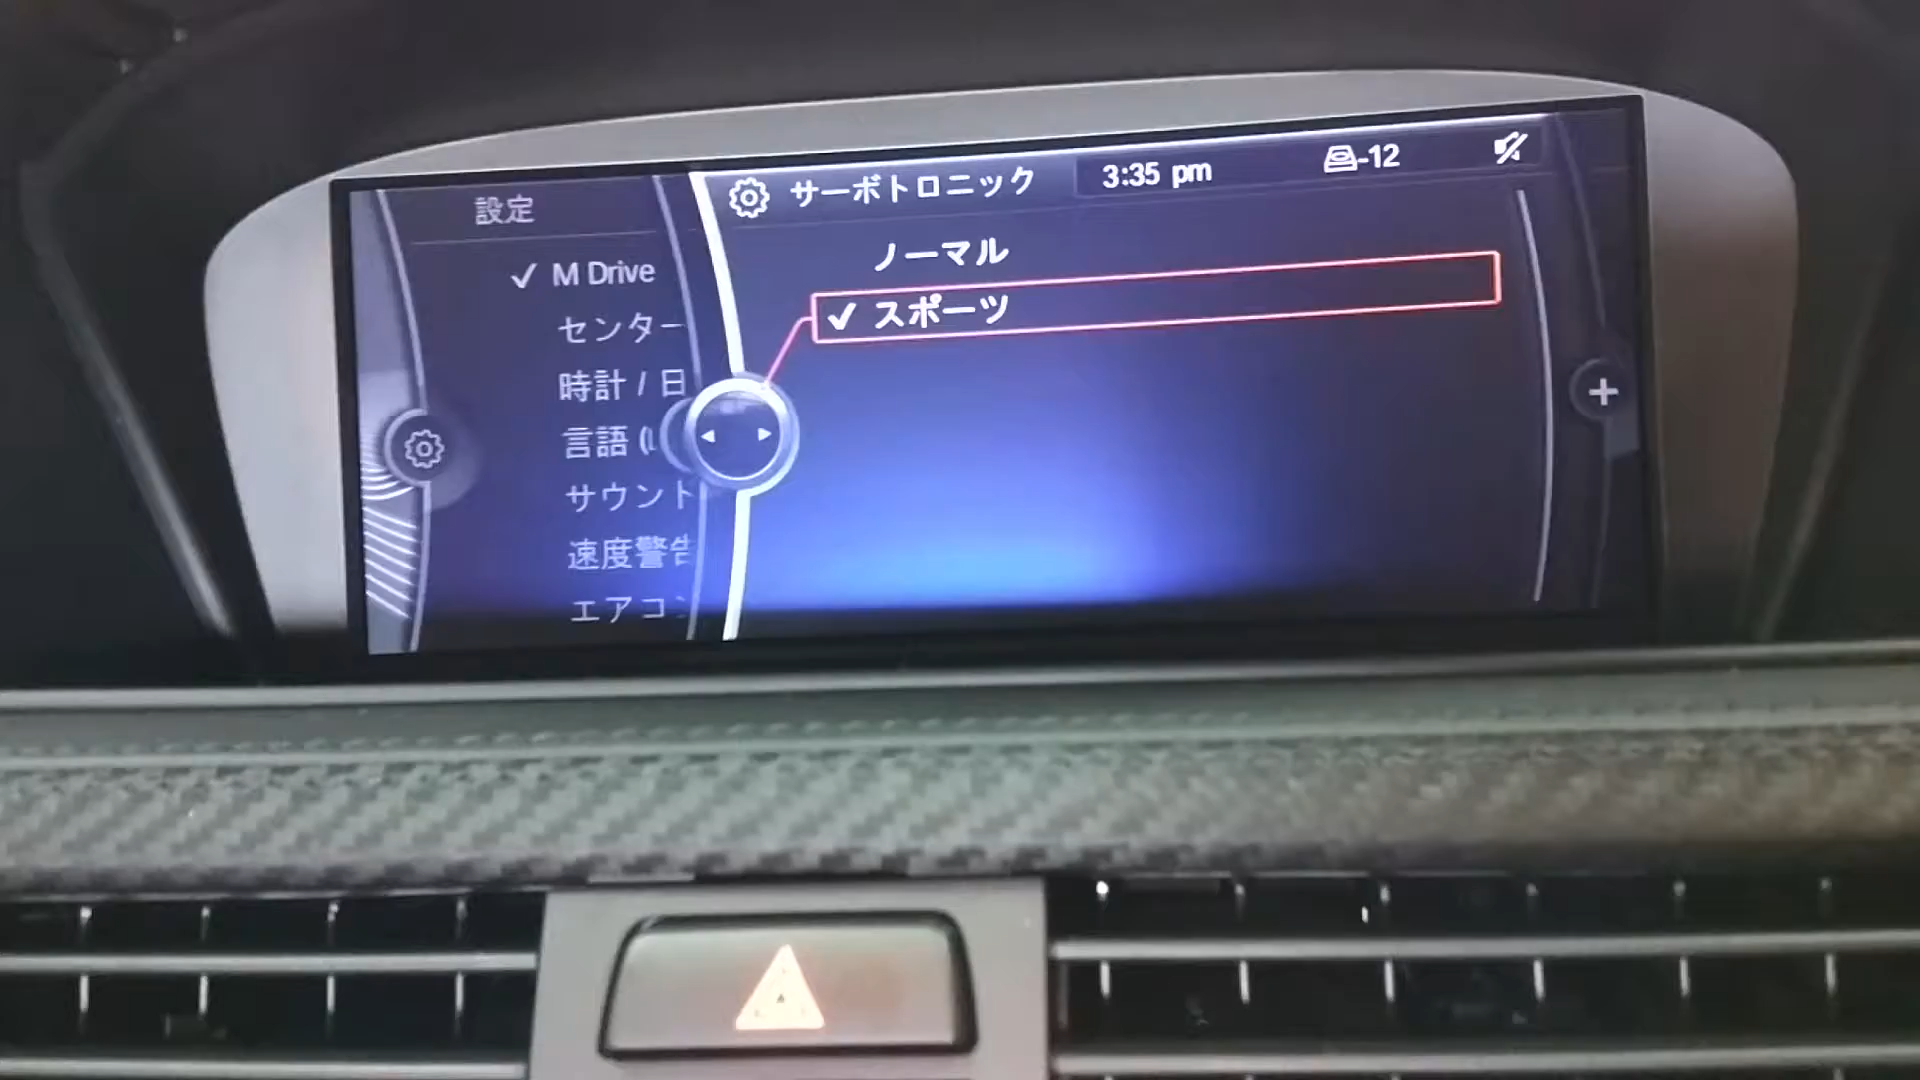 設定
✓ M Drive
センター
時計 / 日
言語 (
サウンド
速度警告
エアコン
サーボトロニック
3:35 pm
-12
ノーマル
✓ スポーツ
+